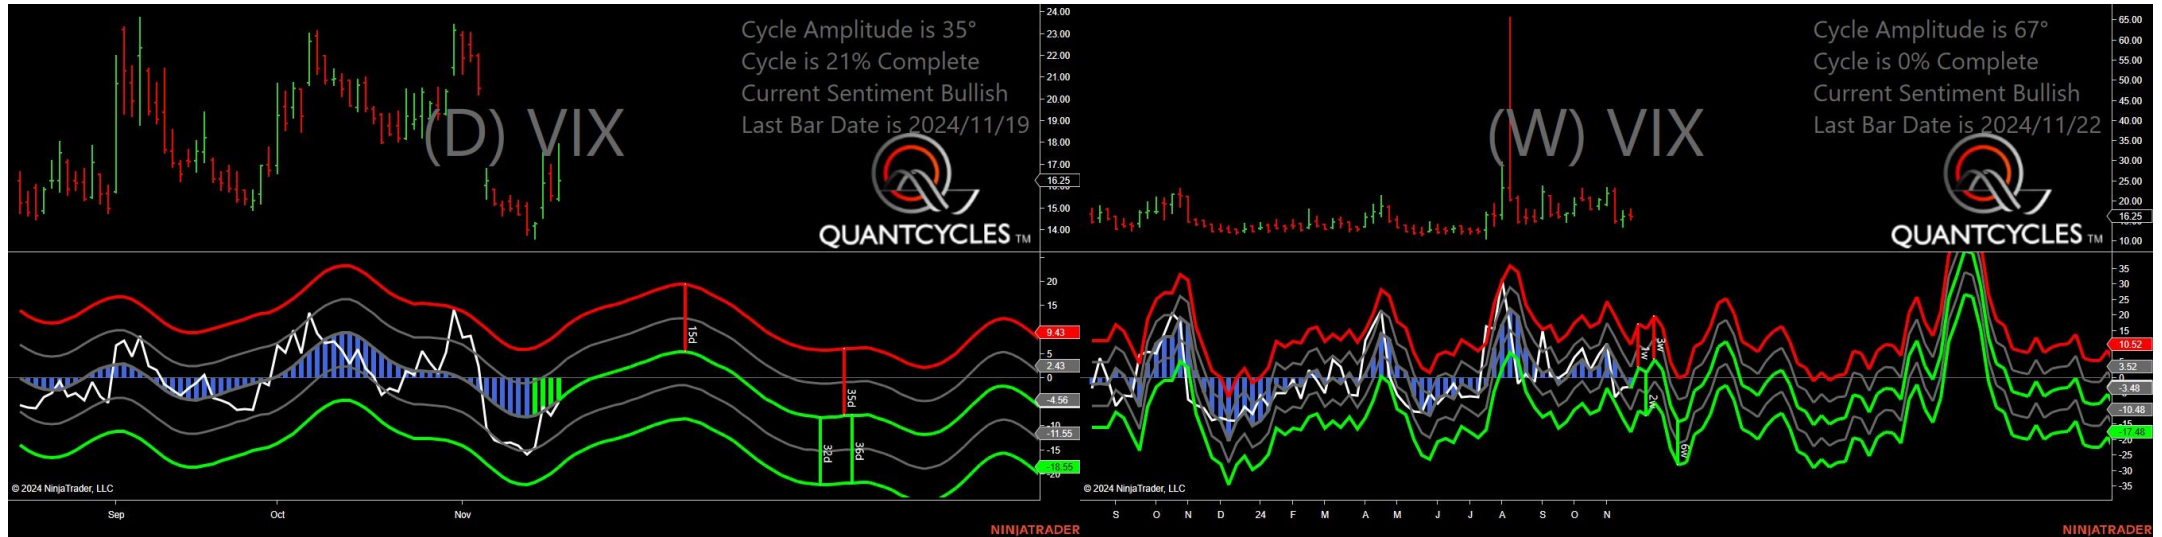 Cycle Amplitude is 35°
Cycle is 21% Complete
Current Sentiment Bullish
Last Bar Date is 2024/11/19
(D) VIX
QUANTCYCLES TM
24.00
23.00
22.00
21.00
20.00
19.00
18.00
17.00
16.25
15.00
14.00
20
15
9.43
5
2.43
0
-4.56
-10
-11.55
-15
-18.55
-20
15d
35d
32d
36d
© 2024 NinjaTrader, LLC
Sep Oct Nov
NINJATRADER
Cycle Amplitude is 67°
Cycle is 0% Complete
Current Sentiment Bullish
Last Bar Date is 2024/11/22
(W) VIX
QUANTCYCLES TM
65.00
60.00
55.00
50.00
45.00
40.00
35.00
30.00
25.00
20.00
16.25
10.00
35
30
25
20
15
10.52
5
3.52
0
-3.48
-10.48
-15
-17.48
-20
-25
-30
-35
1w
3w
2w
6w
© 2024 NinjaTrader, LLC
S O N D 24 F M A M J J A S O N
NINJATRADER